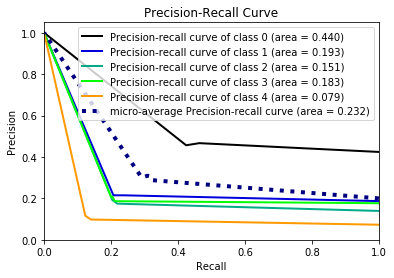 Precision-Recall Curve
Precision-recall curve of class 0 (area = 0.440)
Precision-recall curve of class 1 (area = 0.193)
Precision-recall curve of class 2 (area = 0.151)
Precision-recall curve of class 3 (area = 0.183)
Precision-recall curve of class 4 (area = 0.079)
micro-average Precision-recall curve (area = 0.232)
Precision
1.0
0.8
0.6
0.4
0.2
0.0
0.0 0.2 0.4 0.6 0.8 1.0
Recall